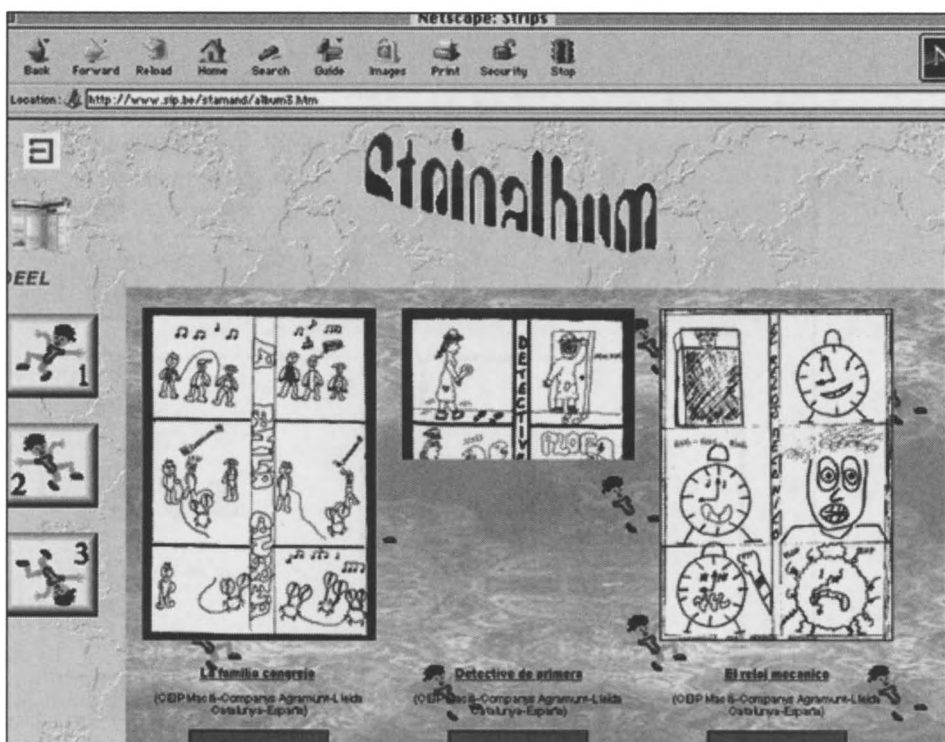 Netscape: Strips
Back Forward Reload Home Search Guide Images Print Security Stop
Location: http://www.sip.be/stamand/album3.htm
Stripalbum
DEEL
1
2
3
La familia cangrejo
(CEIP Macià-Companys Agramunt-Lleida
Catalunya-España)
Detective de primera
(CEIP Macià-Companys Agramunt-Lleida
Catalunya-España)
El reloj mecanico
(CEIP Macià-Companys Agramunt-Lleida
Catalunya-España)